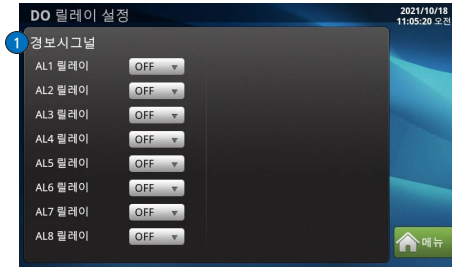 DO 릴레이 설정
2021/10/18
11:05:20 오전
1 경보시그널
AL1 릴레이 OFF
AL2 릴레이 OFF
AL3 릴레이 OFF
AL4 릴레이 OFF
AL5 릴레이 OFF
AL6 릴레이 OFF
AL7 릴레이 OFF
AL8 릴레이 OFF
메뉴